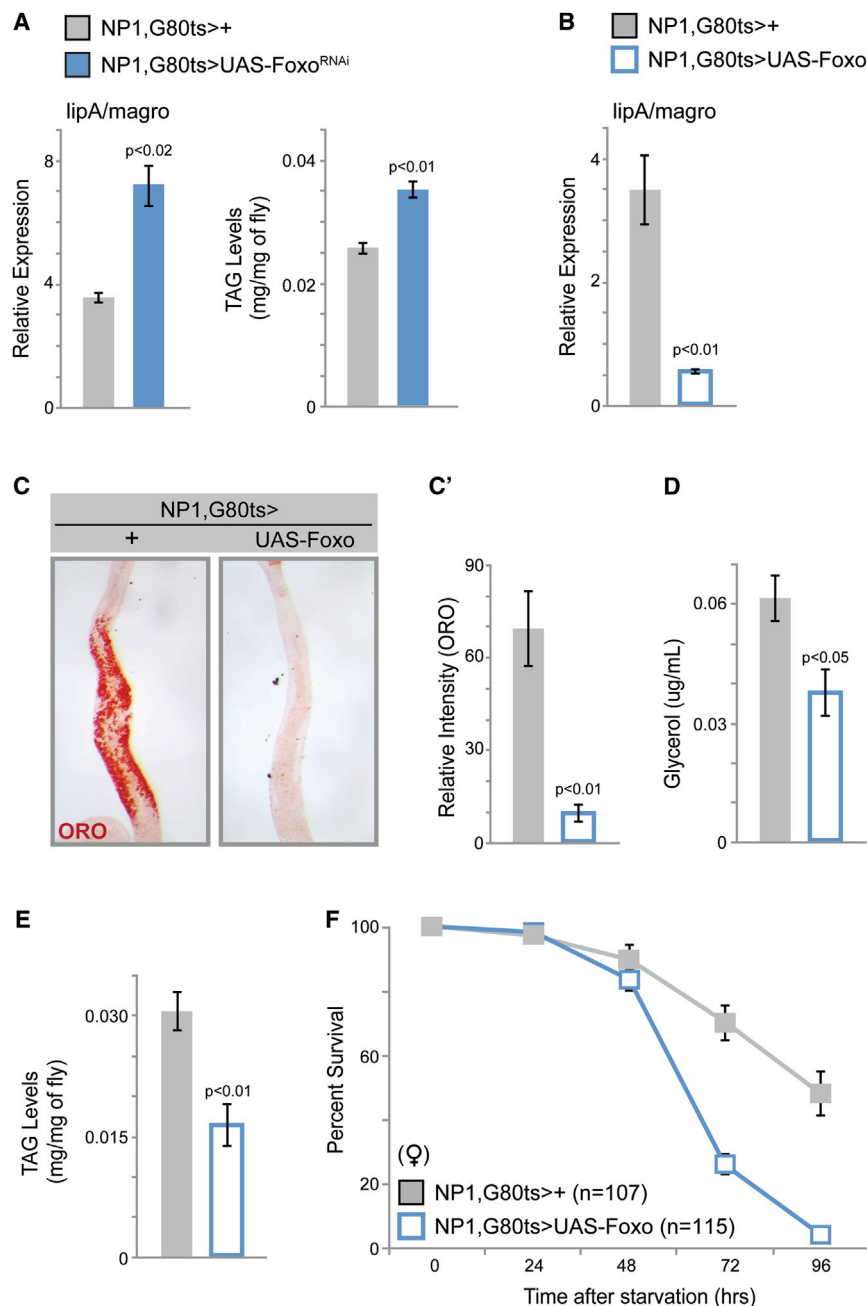 A
NP1,G80ts>+
NP1,G80ts>UAS-Foxo^RNAi
lipA/magro
Relative Expression
8
4
0
p<0.02
TAG Levels
(mg/mg of fly)
0.04
0.02
0
p<0.01
B
NP1,G80ts>+
NP1,G80ts>UAS-Foxo
lipA/magro
Relative Expression
4
2
0
p<0.01
C
NP1,G80ts>
+
UAS-Foxo
ORO
C'
Relative Intensity (ORO)
90
60
30
0
p<0.01
D
Glycerol (ug/mL)
0.06
0.03
0
p<0.05
E
TAG Levels
(mg/mg of fly)
0.030
0.015
0
p<0.01
F
Percent Survival
100
60
20
0
(♀)
NP1,G80ts>+ (n=107)
NP1,G80ts>UAS-Foxo (n=115)
0 24 48 72 96
Time after starvation (hrs)